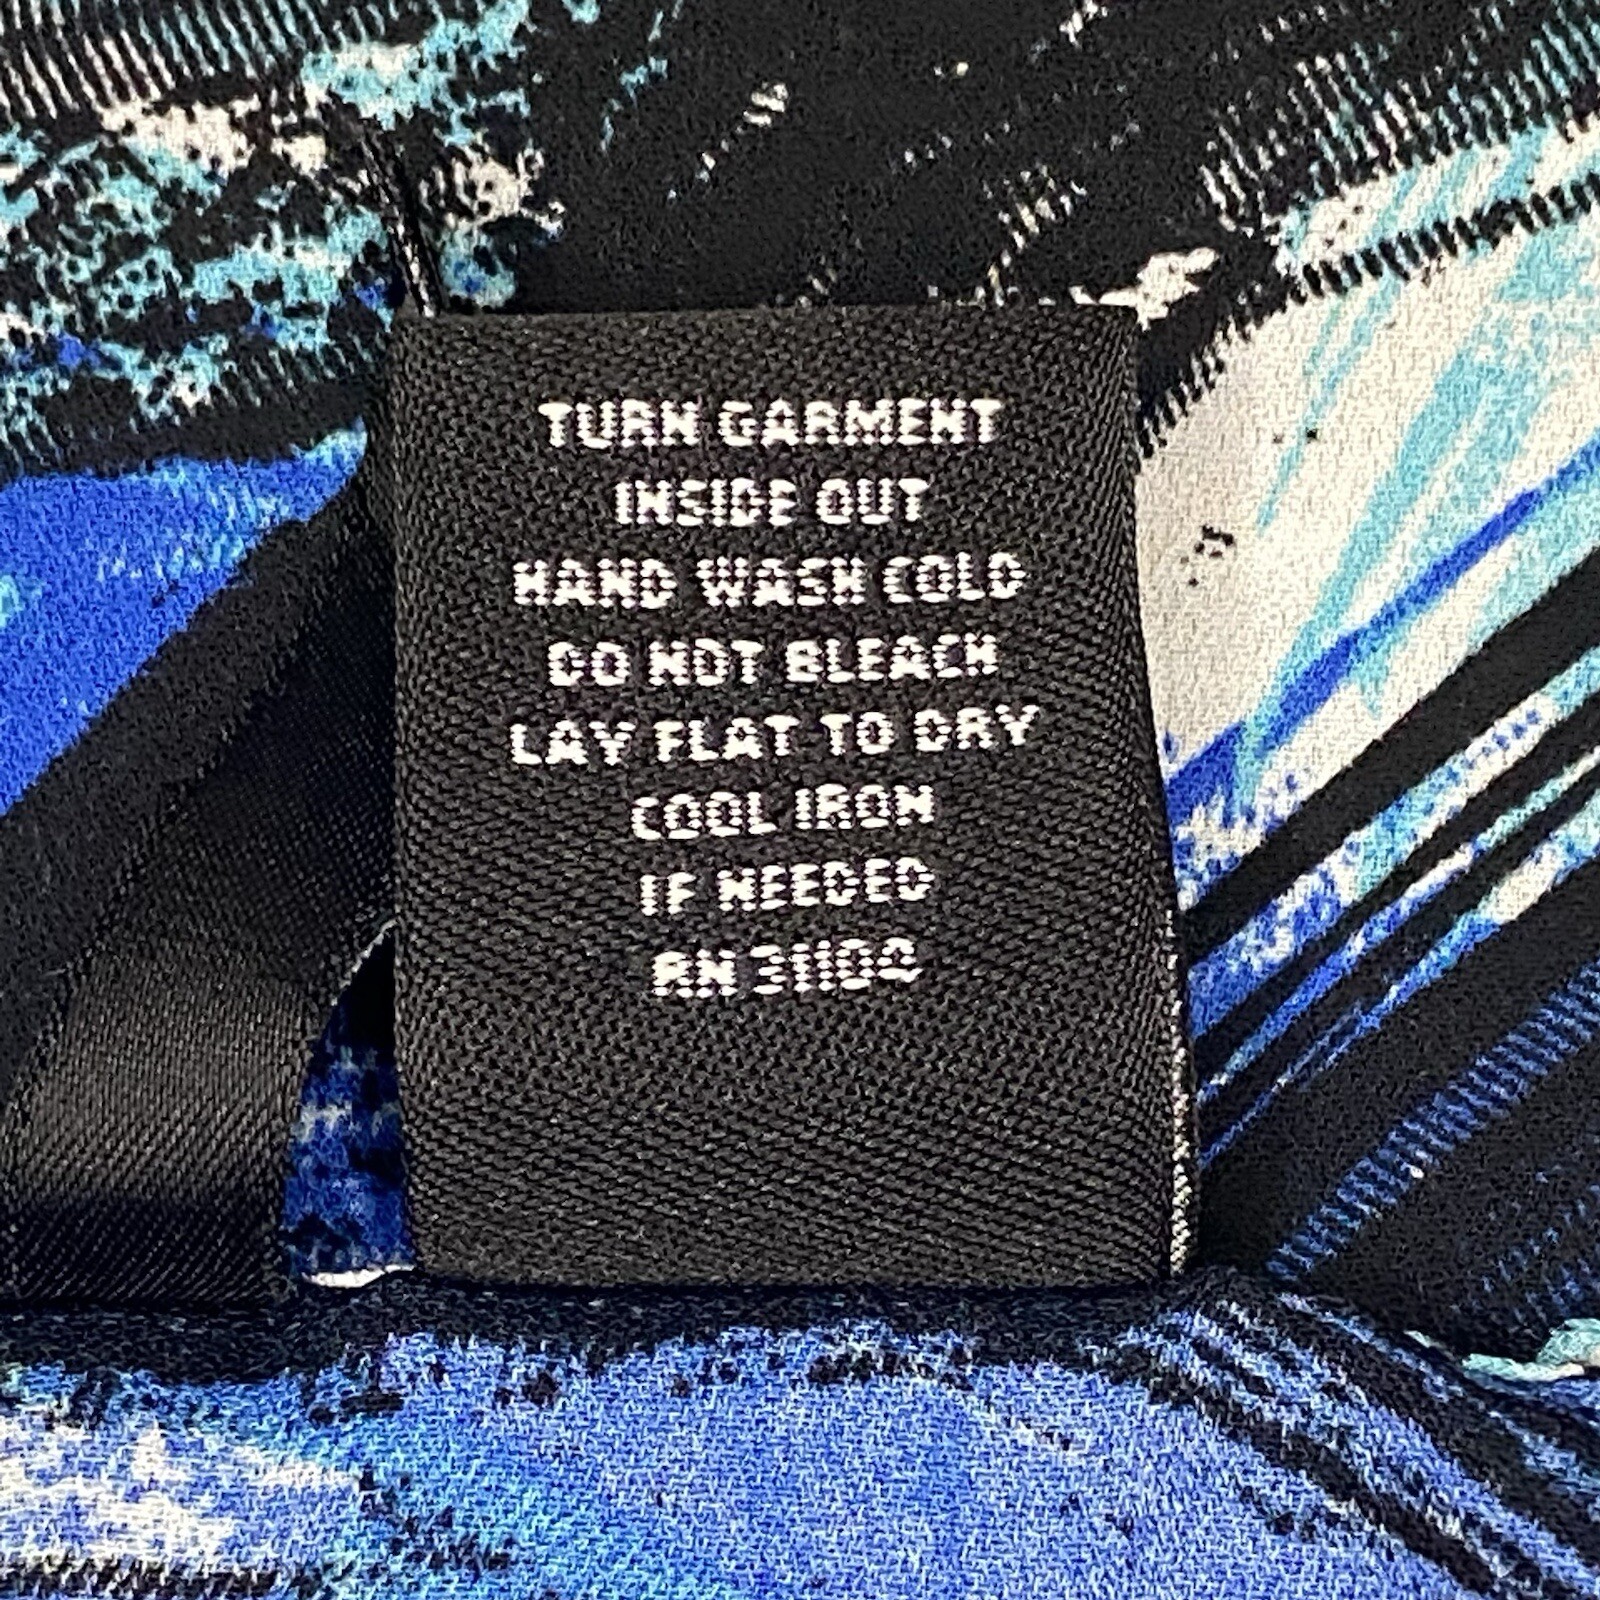 TURN GARMENT
INSIDE OUT
HAND WASH COLD
DO NOT BLEACH
LAY FLAT TO DRY
COOL IRON
IF NEEDED
RN 31104